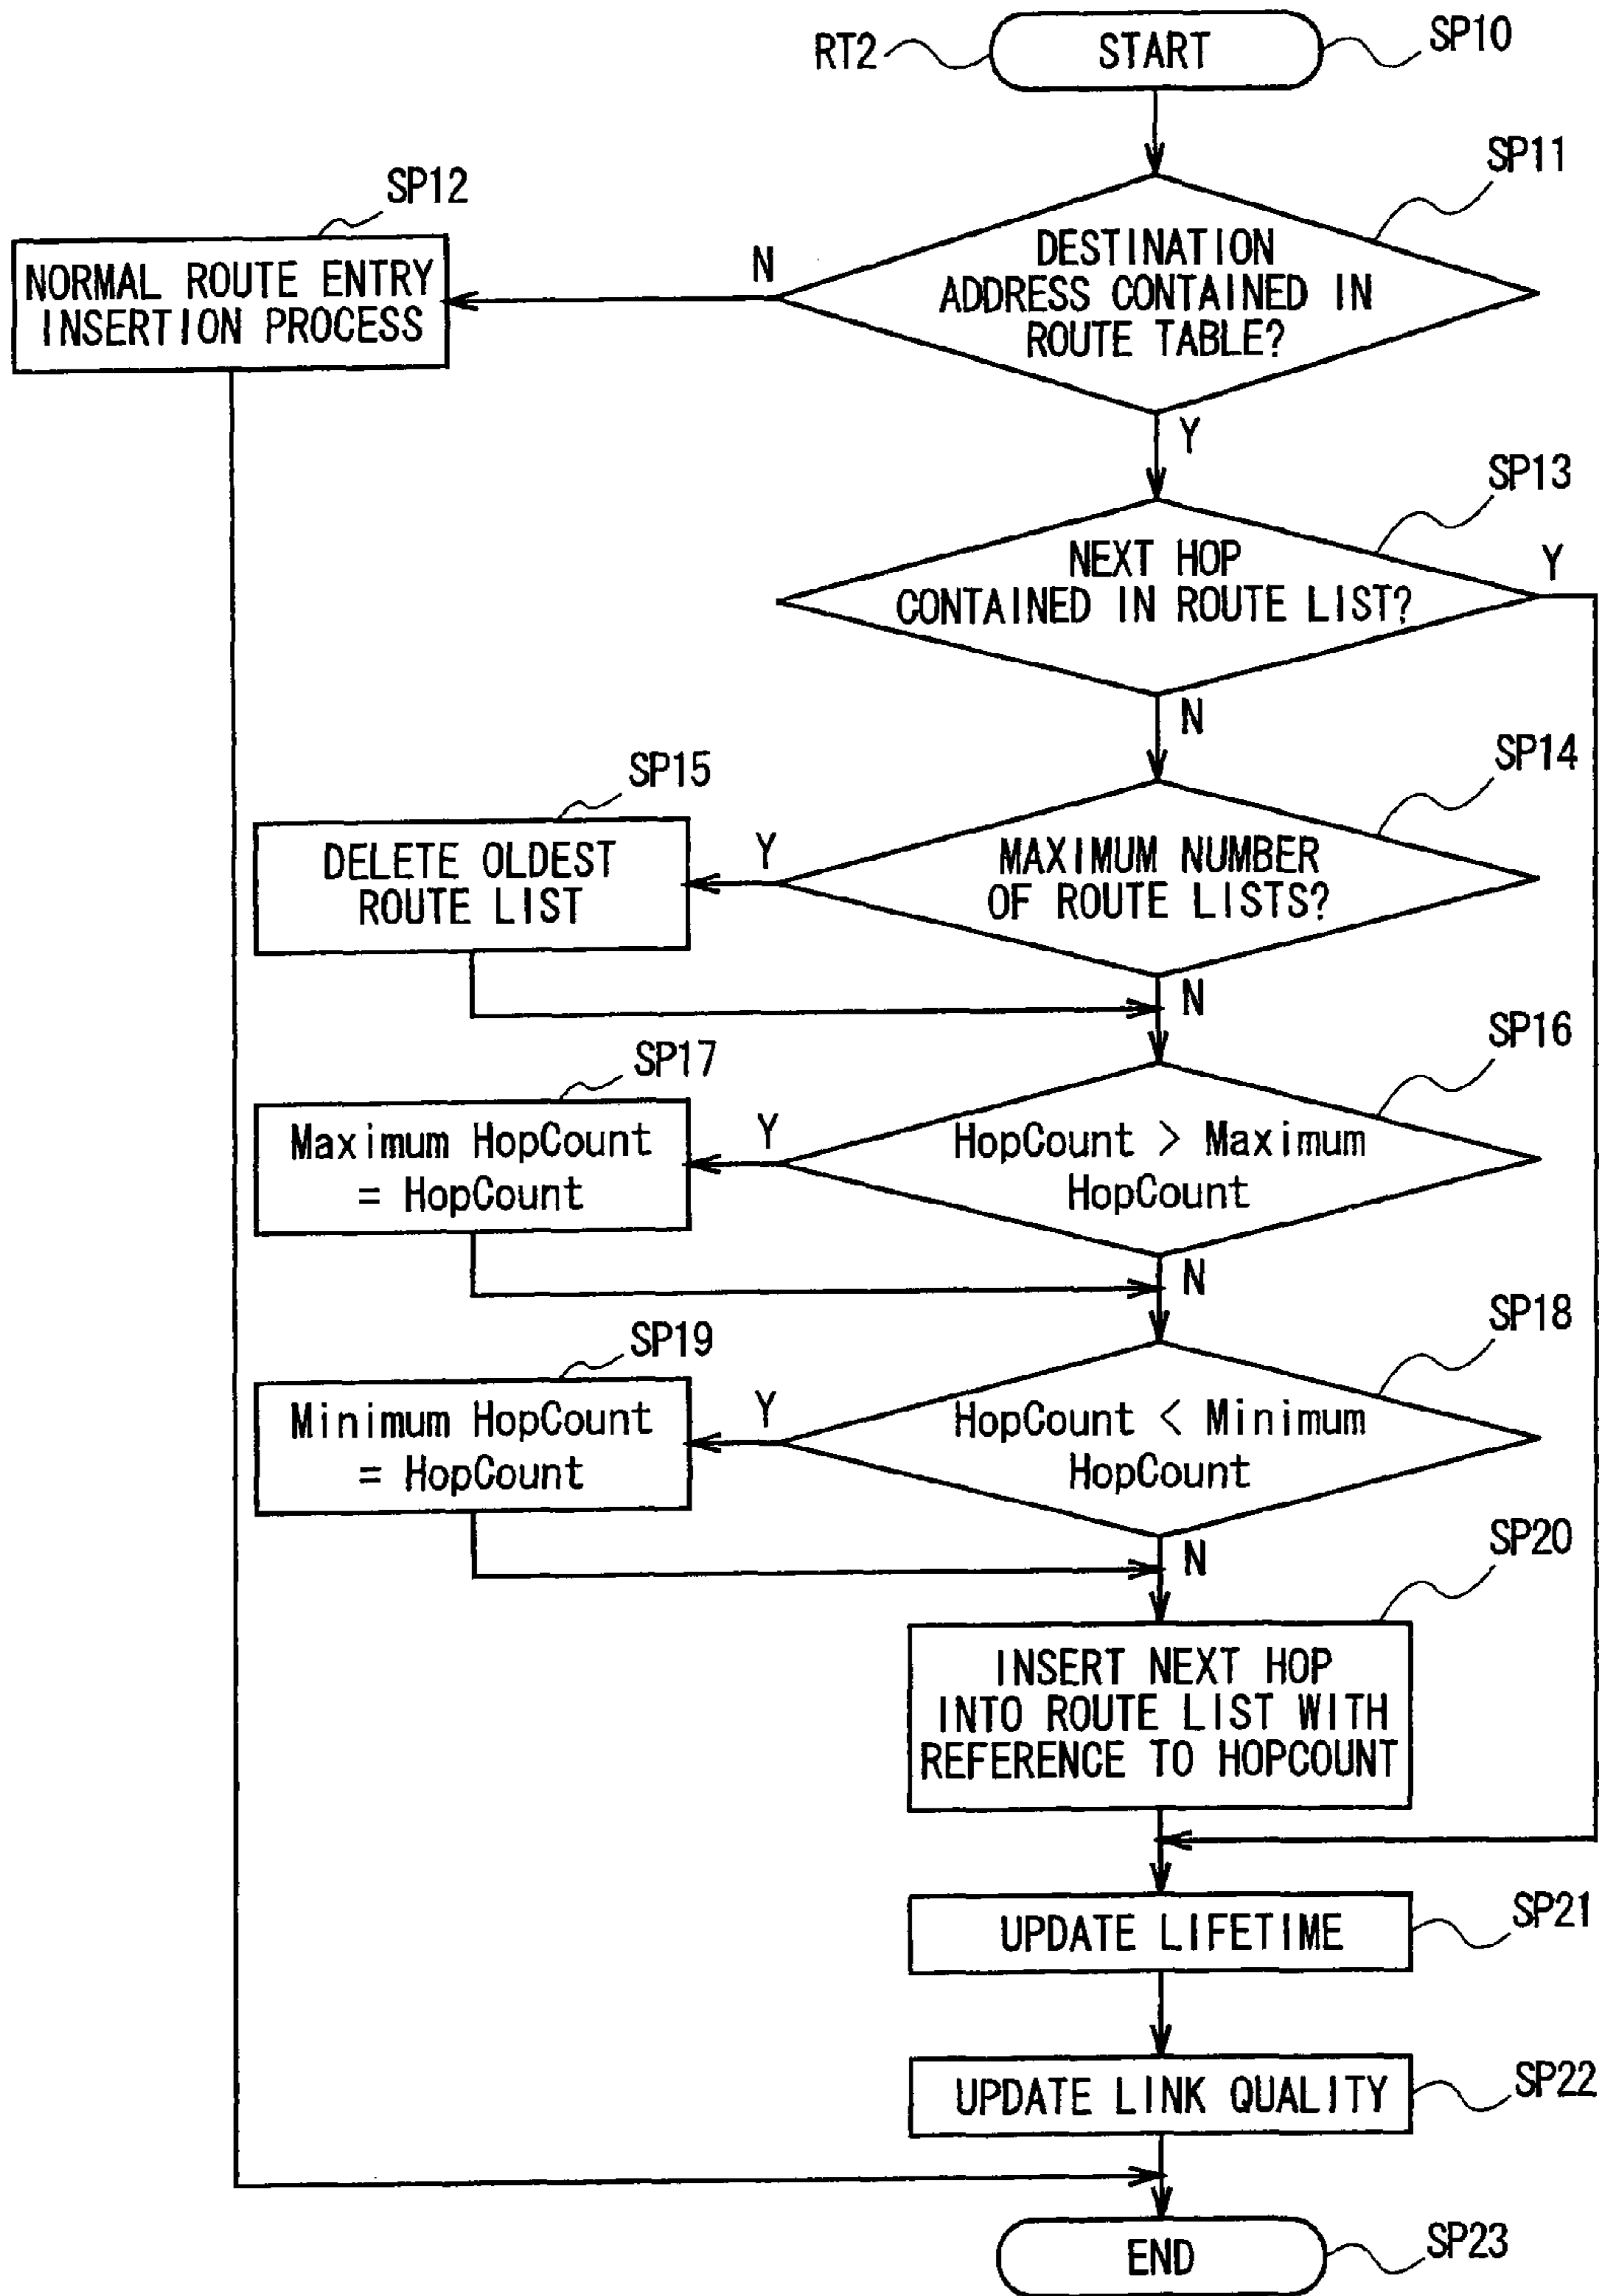 RT2
START
SP10
SP11
DESTINATION
ADDRESS CONTAINED IN
ROUTE TABLE?
N
SP12
NORMAL ROUTE ENTRY
INSERTION PROCESS
Y
SP13
NEXT HOP
CONTAINED IN ROUTE LIST?
Y
N
SP14
MAXIMUM NUMBER
OF ROUTE LISTS?
Y
SP15
DELETE OLDEST
ROUTE LIST
N
SP16
HopCount > Maximum
HopCount
Y
SP17
Maximum HopCount
= HopCount
N
SP18
HopCount < Minimum
HopCount
Y
SP19
Minimum HopCount
= HopCount
N
SP20
INSERT NEXT HOP
INTO ROUTE LIST WITH
REFERENCE TO HOPCOUNT
UPDATE LIFETIME
SP21
UPDATE LINK QUALITY
SP22
END
SP23